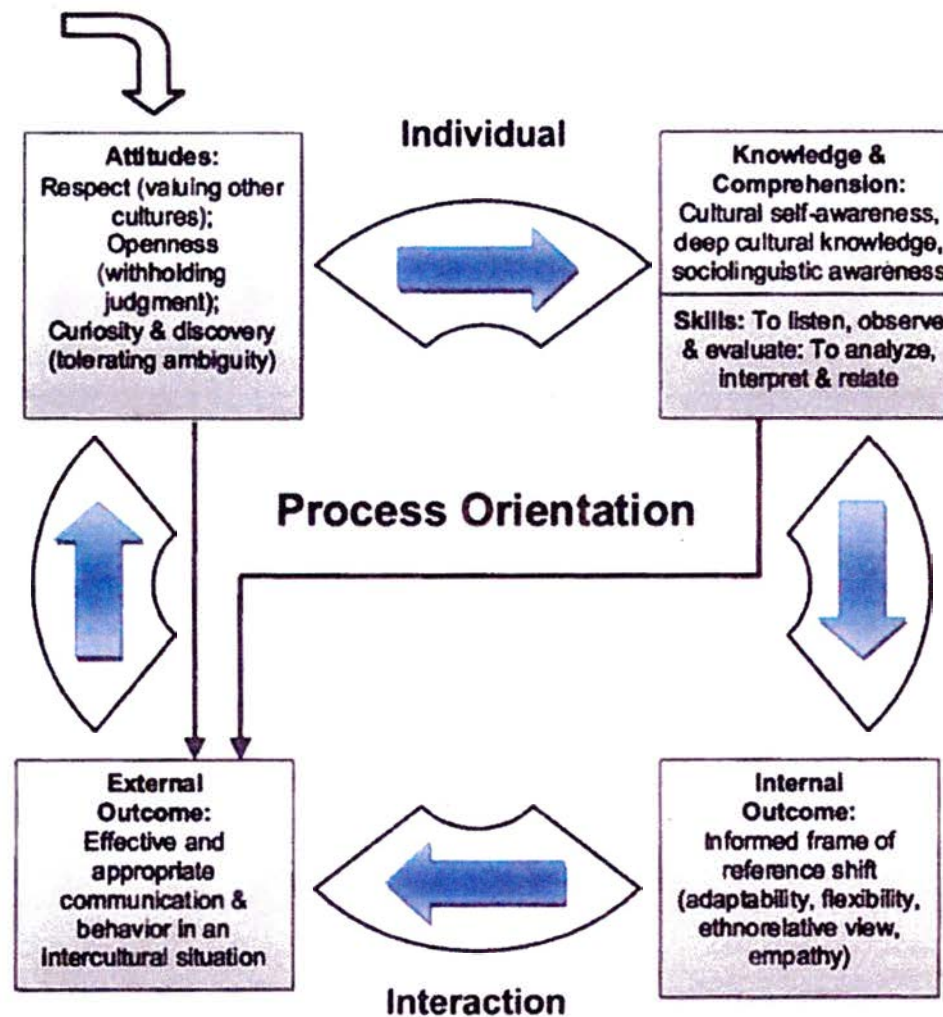 Individual
Attitudes:
Respect (valuing other
cultures);
Openness
(withholding
judgment);
Curiosity & discovery
(tolerating ambiguity)
Knowledge &
Comprehension:
Cultural self-awareness,
deep cultural knowledge,
sociolinguistic awareness
Skills: To listen, observe
& evaluate: To analyze,
interpret & relate
Process Orientation
External
Outcome:
Effective and
appropriate
communication &
behavior in an
intercultural situation
Internal
Outcome:
Informed frame of
reference shift
(adaptability, flexibility,
ethnorelative view,
empathy)
Interaction